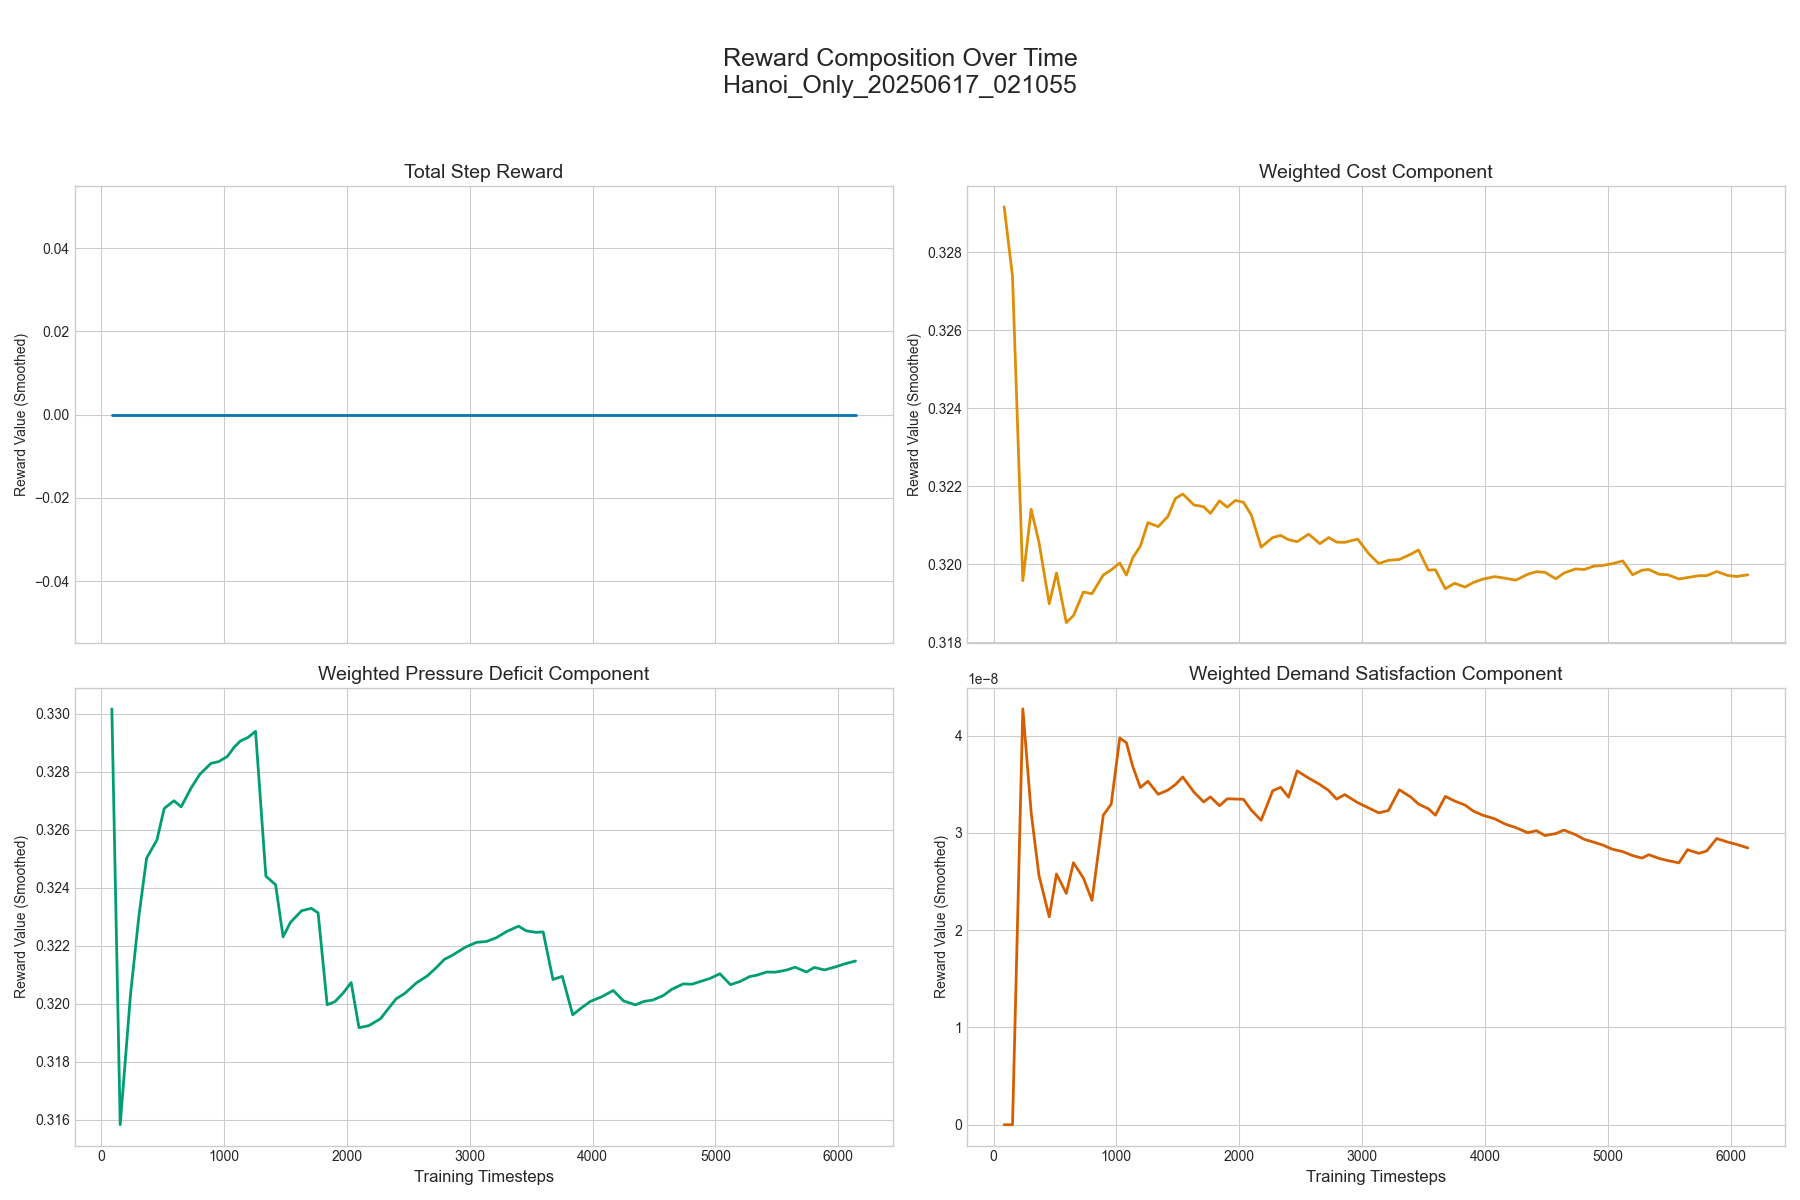 Reward Composition Over Time
Hanoi_Only_20250617_021055
Total Step Reward
Reward Value (Smoothed)
0.04
0.02
0.00
−0.02
−0.04
Weighted Cost Component
Reward Value (Smoothed)
0.328
0.326
0.324
0.322
0.320
0.318
Weighted Pressure Deficit Component
Reward Value (Smoothed)
0.330
0.328
0.326
0.324
0.322
0.320
0.318
0.316
0 1000 2000 3000 4000 5000 6000
Training Timesteps
Weighted Demand Satisfaction Component
1e−8
Reward Value (Smoothed)
4
3
2
1
0
0 1000 2000 3000 4000 5000 6000
Training Timesteps